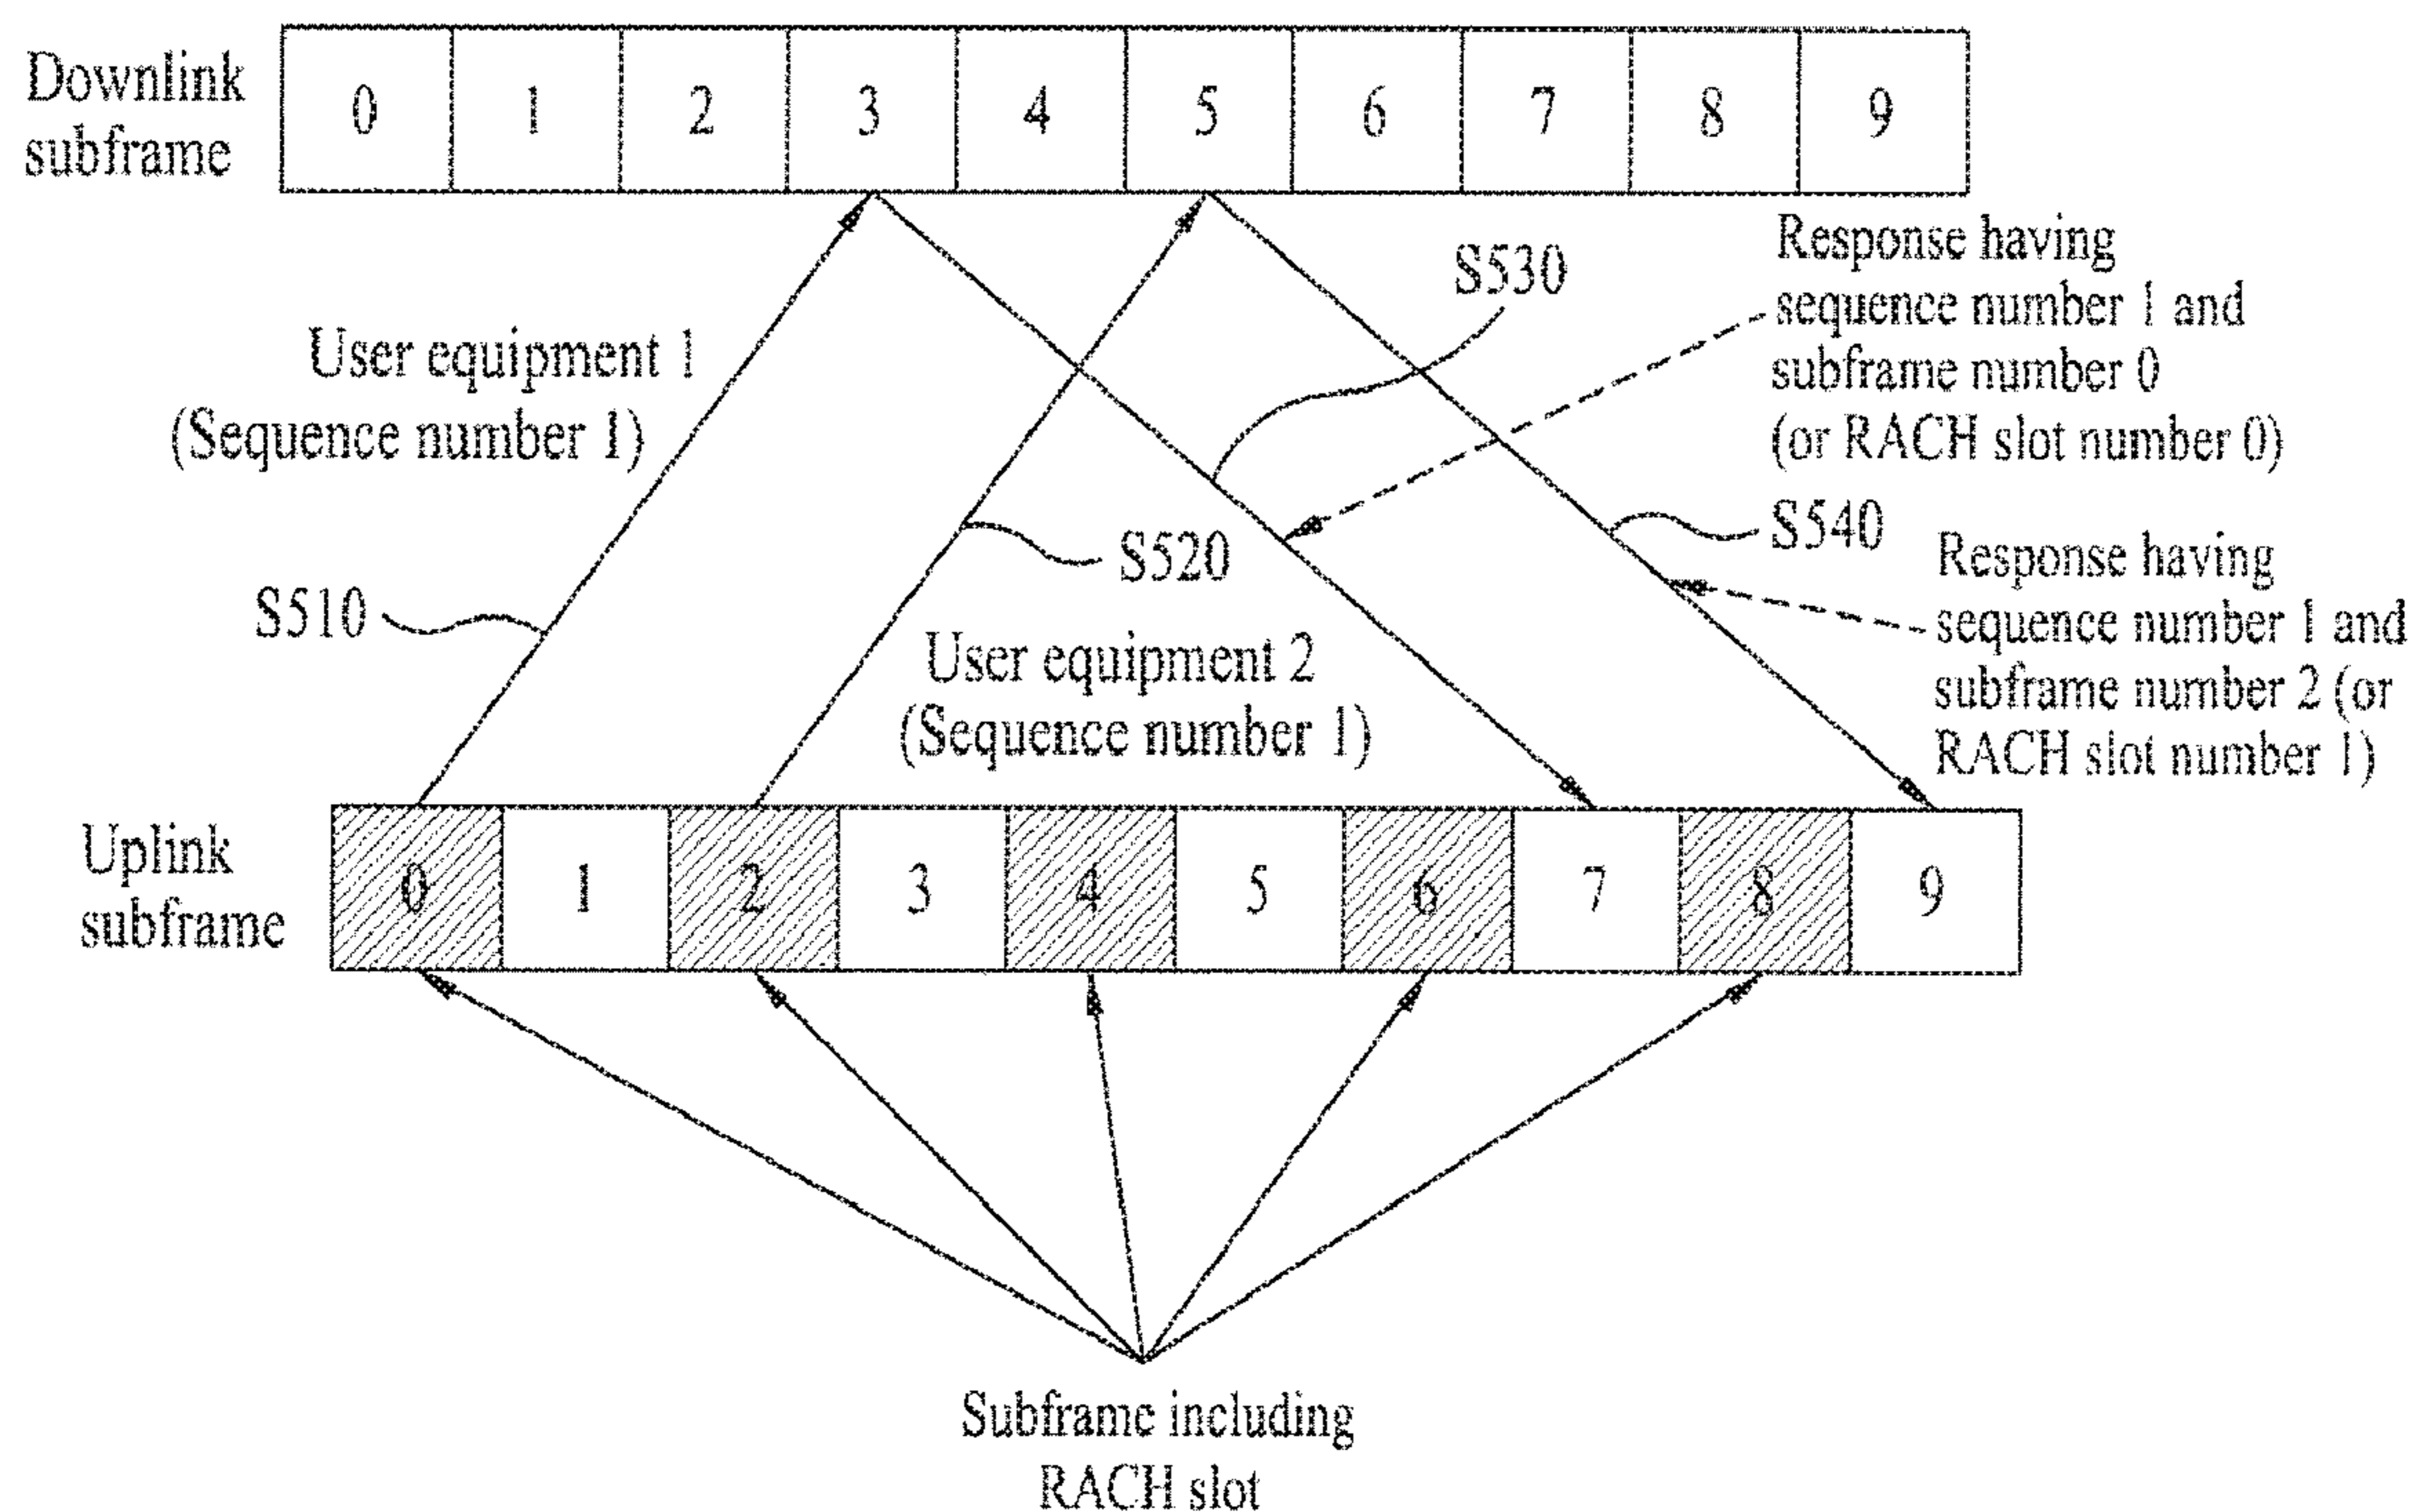 Downlink
subframe
0 1 2 3 4 5 6 7 8 9
Response having
sequence number 1 and
subframe number 0
(or RACH slot number 0)
S530
User equipment 1
(Sequence number 1)
S520
S540
S510
Response having
sequence number 1 and
subframe number 2 (or
RACH slot number 1)
User equipment 2
(Sequence number 1)
Uplink
subframe
0 1 2 3 4 5 6 7 8 9
Subframe including
RACH slot